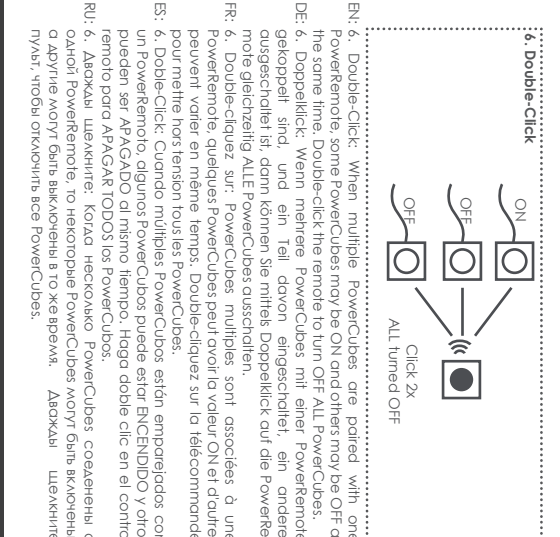 6. Double-Click
ON
OFF
OFF
Click 2x
ALL turned OFF
EN: 6. Double-Click: When multiple PowerCubes are paired with one
PowerRemote, some PowerCubes may be ON and others may be OFF a
the same time. Double-click the remote to turn OFF ALL PowerCubes.
DE: 6. Doppelklick: Wenn mehrere PowerCubes mit einer PowerRemote
gekoppelt sind, und ein Teil davon eingeschaltet, ein andere
ausgeschaltet ist, dann können Sie mittels Doppelklick auf die PowerRe
mote gleichzeitig ALLE PowerCubes ausschalten.
FR: 6. Double-cliquez sur: PowerCubes multiples sont associées à une
PowerRemote, quelques PowerCubes peut avoir la valeur ON et d'autre
peuvent varier en même temps. Double-cliquez sur la télécommande
pour mettre hors tension tous les PowerCubes.
ES: 6. Doble-Click: Cuando múltiples PowerCubos están emparejados con
un PowerRemoto, algunos PowerCubos puede estar ENCENDIDO y otro
pueden ser APAGADO al mismo tiempo. Haga doble clic en el contro
remoto para APAGAR TODOS los PowerCubos.
RU: 6. Дважды щелкните: Когда несколько PowerCubes соеденены с
одной PowerRemote, то некоторые PowerCubes могут быть включены
а другие могут быть выключены в то же время. Дважды щелкните
пульт, чтобы отключить все PowerCubes.